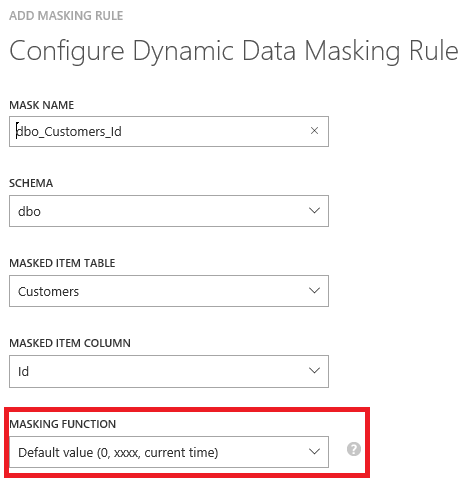 ADD MASKING RULE
Configure Dynamic Data Masking Rule
MASK NAME
dbo_Customers_Id
SCHEMA
dbo
MASKED ITEM TABLE
Customers
MASKED ITEM COLUMN
Id
MASKING FUNCTION
Default value (0, xxxx, current time)
?